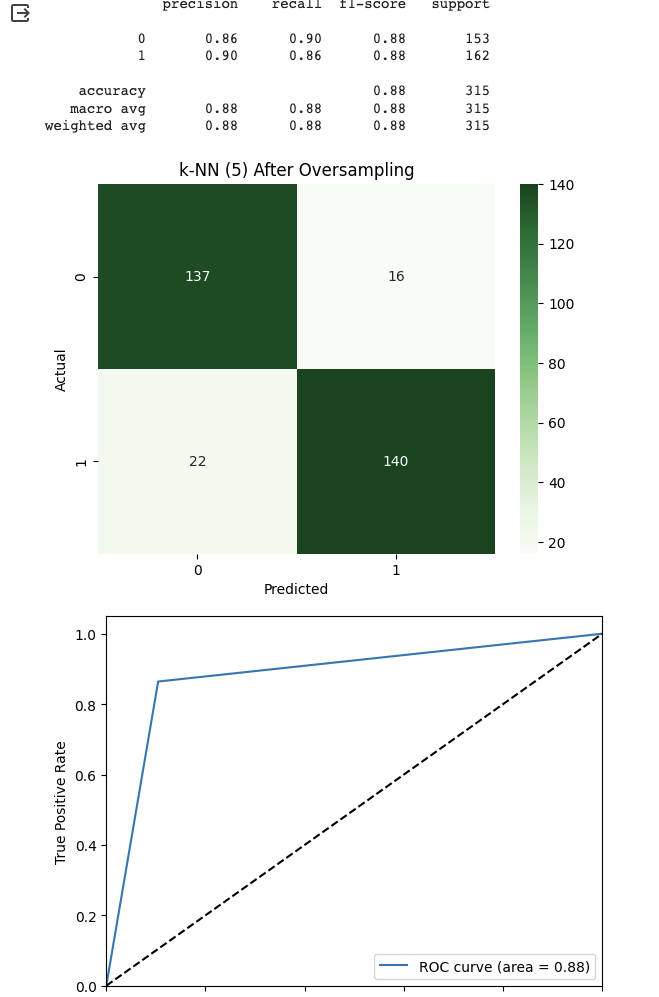 precision recall f1-score support
0 0.86 0.90 0.88 153
1 0.90 0.86 0.88 162
accuracy 0.88 315
macro avg 0.88 0.88 0.88 315
weighted avg 0.88 0.88 0.88 315
k-NN (5) After Oversampling
140
120
100
80
60
40
20
Actual
0
1
137
16
22
140
0
1
Predicted
True Positive Rate
1.0
0.8
0.6
0.4
0.2
0.0
ROC curve (area = 0.88)